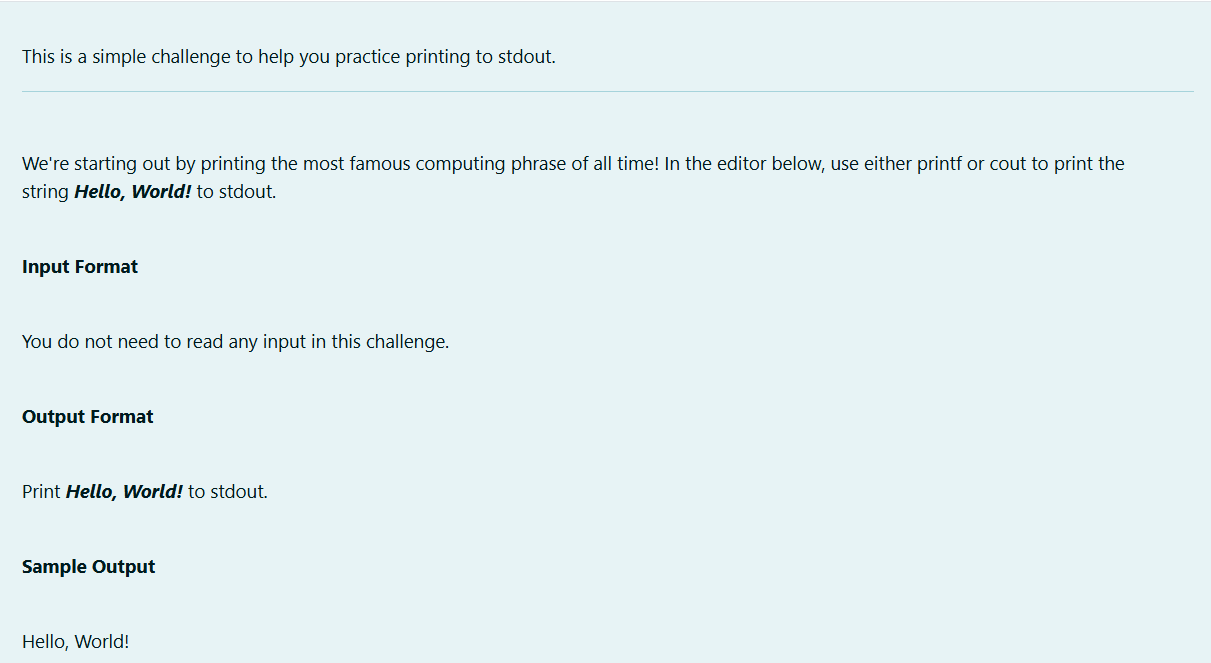 This is a simple challenge to help you practice printing to stdout.
We're starting out by printing the most famous computing phrase of all time! In the editor below, use either printf or cout to print the
string Hello, World! to stdout.
Input Format
You do not need to read any input in this challenge.
Output Format
Print Hello, World! to stdout.
Sample Output
Hello, World!